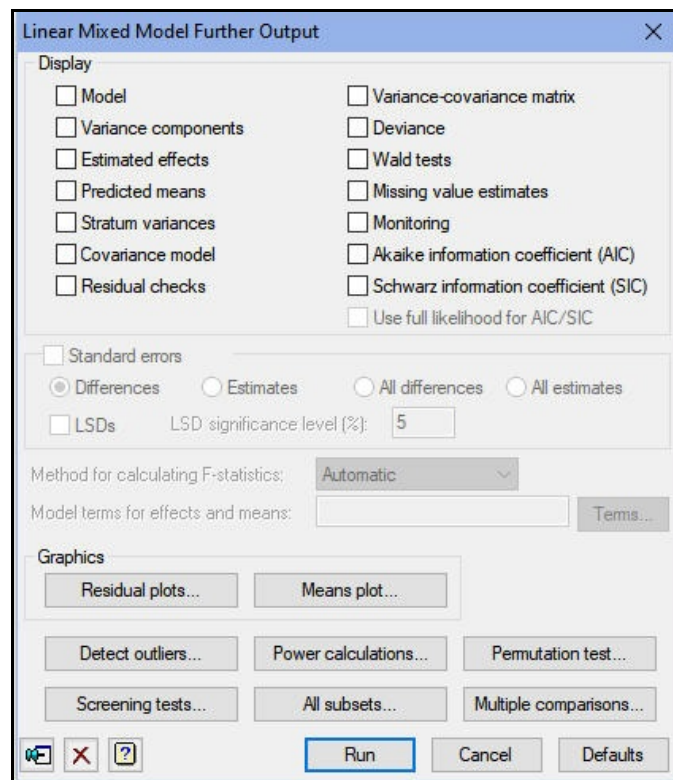 Linear Mixed Model Further Output
Display
Model
Variance components
Estimated effects
Predicted means
Stratum variances
Covariance model
Residual checks
Variance-covariance matrix
Deviance
Wald tests
Missing value estimates
Monitoring
Akaike information coefficient (AIC)
Schwarz information coefficient (SIC)
Use full likelihood for AIC/SIC
Standard errors
Differences Estimates All differences All estimates
LSDs LSD significance level (%): 5
Method for calculating F-statistics: Automatic
Model terms for effects and means: Terms...
Graphics
Residual plots... Means plot...
Detect outliers... Power calculations... Permutation test...
Screening tests... All subsets... Multiple comparisons...
? Run Cancel Defaults